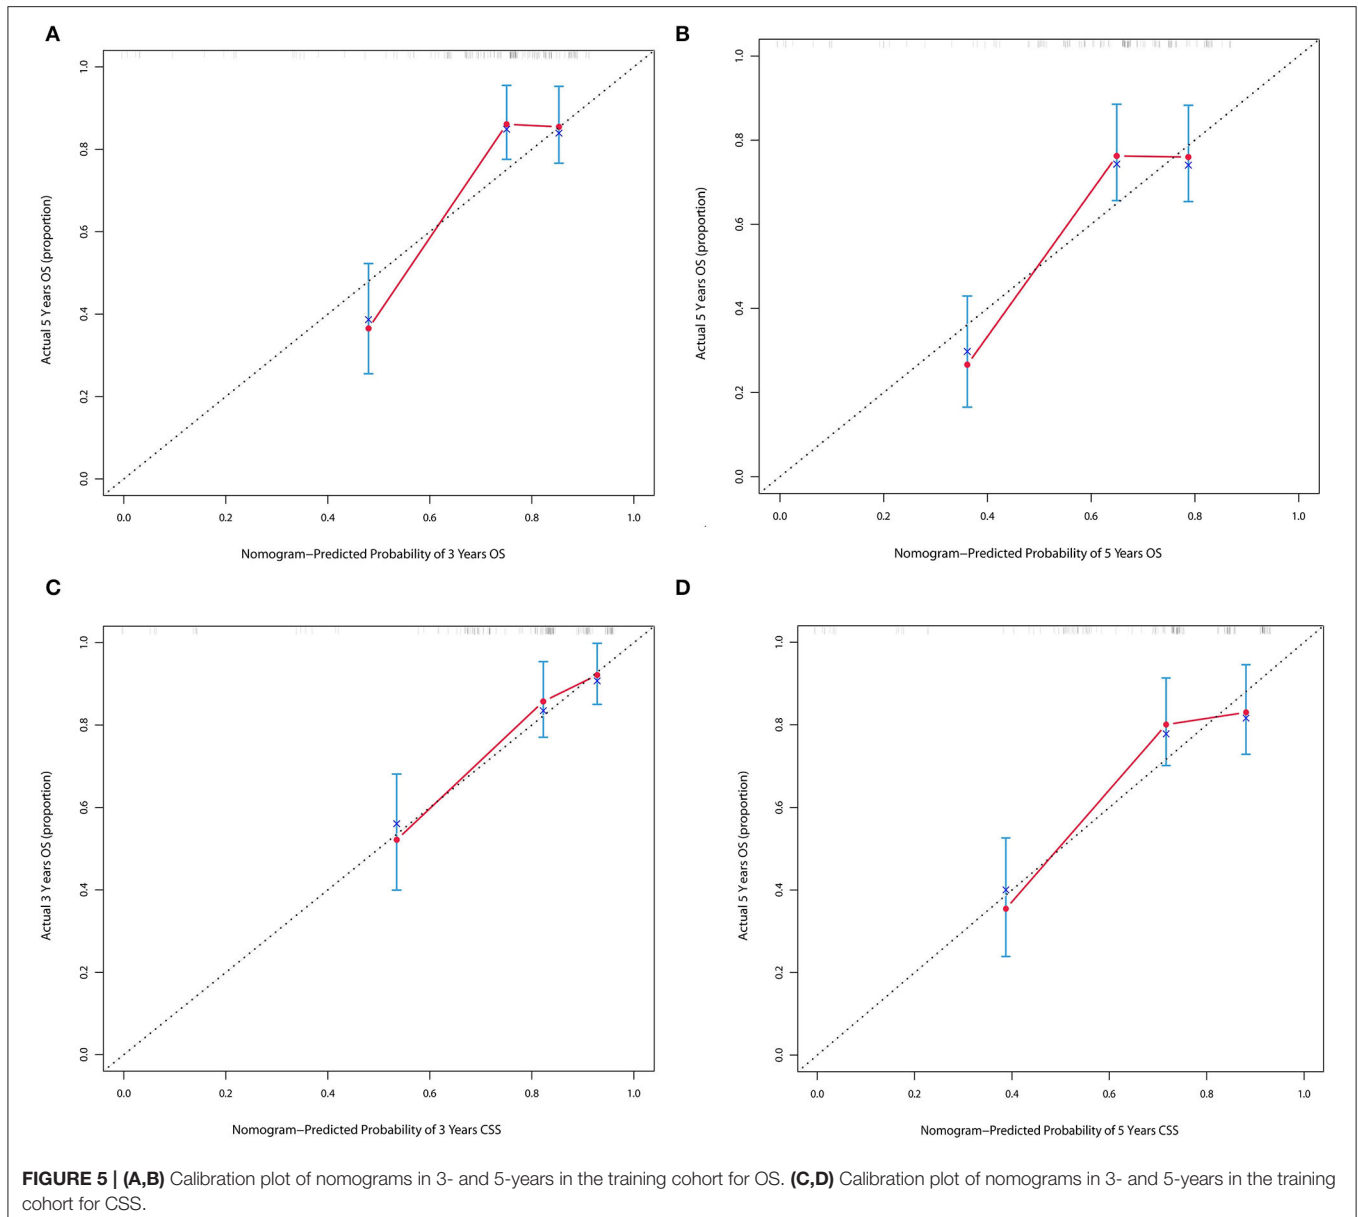 A
1.0
0.8
0.6
0.4
0.2
0.0
Actual 5 Y ears OS (proportion)
0.0 0.2 0.4 0.6 0.8 1.0
Nomogram−Predicted Probability of 3 Years OS
B
1.0
0.8
0.6
0.4
0.2
0.0
Actual 5 Y ears OS (proportion)
0.0 0.2 0.4 0.6 0.8 1.0
Nomogram−Predicted Probability of 5 Years OS
C
1.0
0.8
0.6
0.4
0.2
0.0
Actual 3 Y ears OS (proportion)
0.0 0.2 0.4 0.6 0.8 1.0
Nomogram−Predicted Probability of 3 Years CSS
D
1.0
0.8
0.6
0.4
0.2
0.0
Actual 5 Y ears OS (proportion)
0.0 0.2 0.4 0.6 0.8 1.0
Nomogram−Predicted Probability of 5 Years CSS
FIGURE 5 | (A,B) Calibration plot of nomograms in 3- and 5-years in the training cohort for OS. (C,D) Calibration plot of nomograms in 3- and 5-years in the training
cohort for CSS.